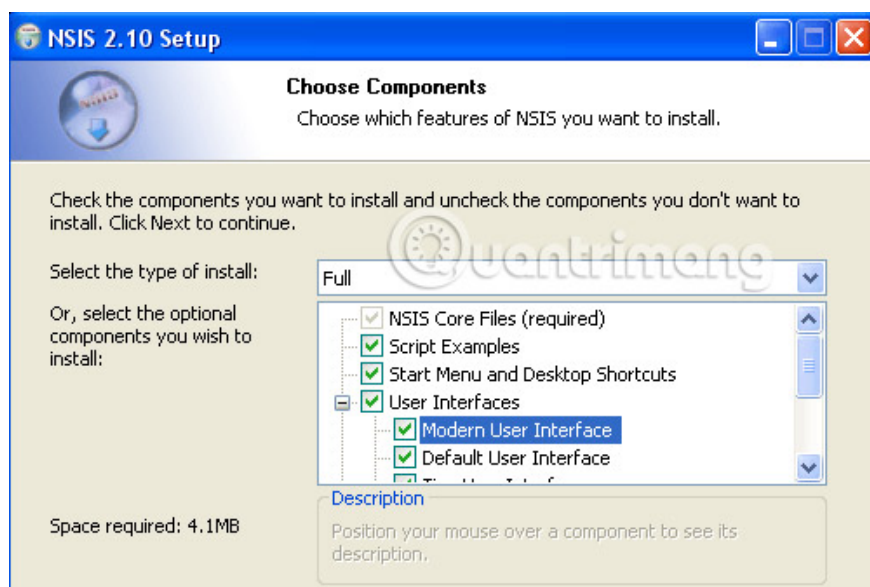 NSIS 2.10 Setup
NSIS
Choose Components
Choose which features of NSIS you want to install.
Check the components you want to install and uncheck the components you don't want to
install. Click Next to continue.
Quantrimang
Select the type of install:
Full
Or, select the optional
components you wish to
install:
NSIS Core Files (required)
Script Examples
Start Menu and Desktop Shortcuts
User Interfaces
Modern User Interface
Default User Interface
Description
Space required: 4.1MB
Position your mouse over a component to see its
description.